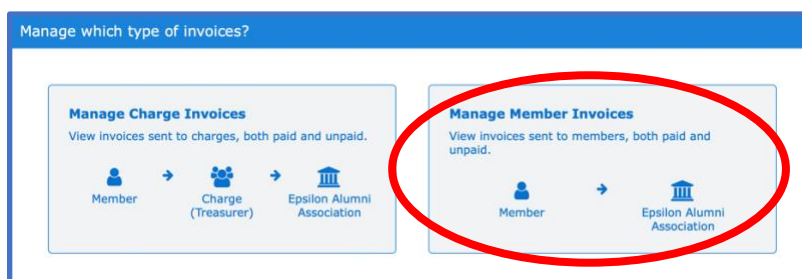 Manage which type of invoices?
Manage Charge Invoices
View invoices sent to charges, both paid and unpaid.
Member
Charge
(Treasurer)
Epsilon Alumni
Association
Manage Member Invoices
View invoices sent to members, both paid and
unpaid.
Member
Epsilon Alumni
Association